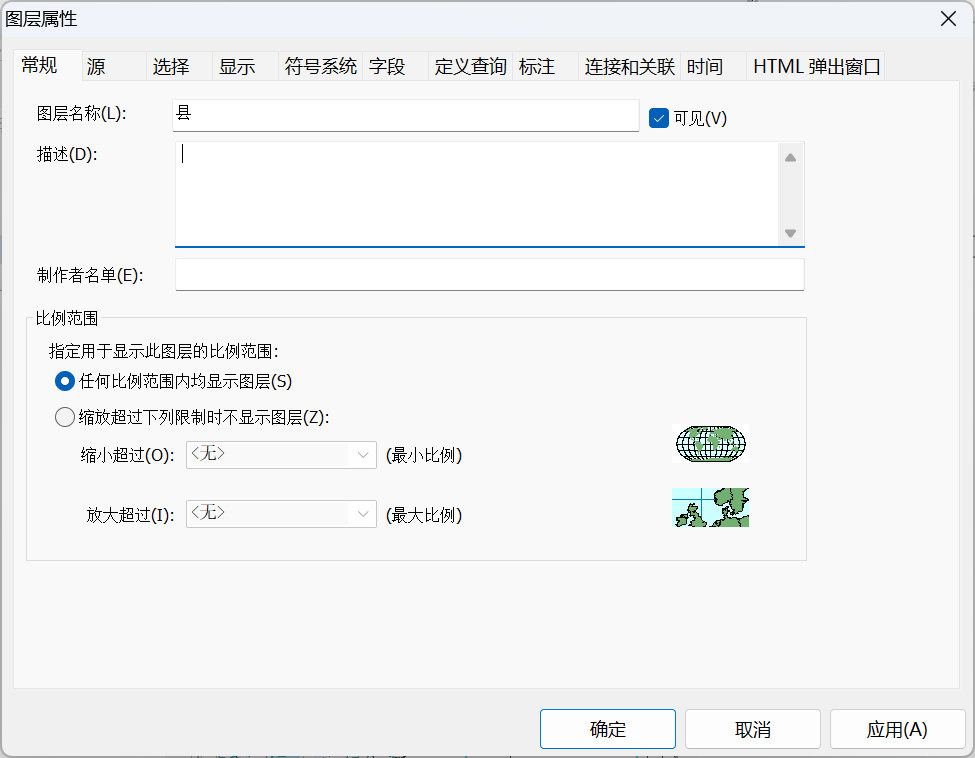 图层属性
常规 源 选择 显示 符号系统 字段 定义查询 标注 连接和关联 时间 HTML 弹出窗口
图层名称(L): 县 可见(V)
描述(D):
制作者名单(E):
比例范围
指定用于显示此图层的比例范围:
任何比例范围内均显示图层(S)
缩放超过下列限制时不显示图层(Z):
缩小超过(O): <无> (最小比例)
放大超过(I): <无> (最大比例)
确定 取消 应用(A)